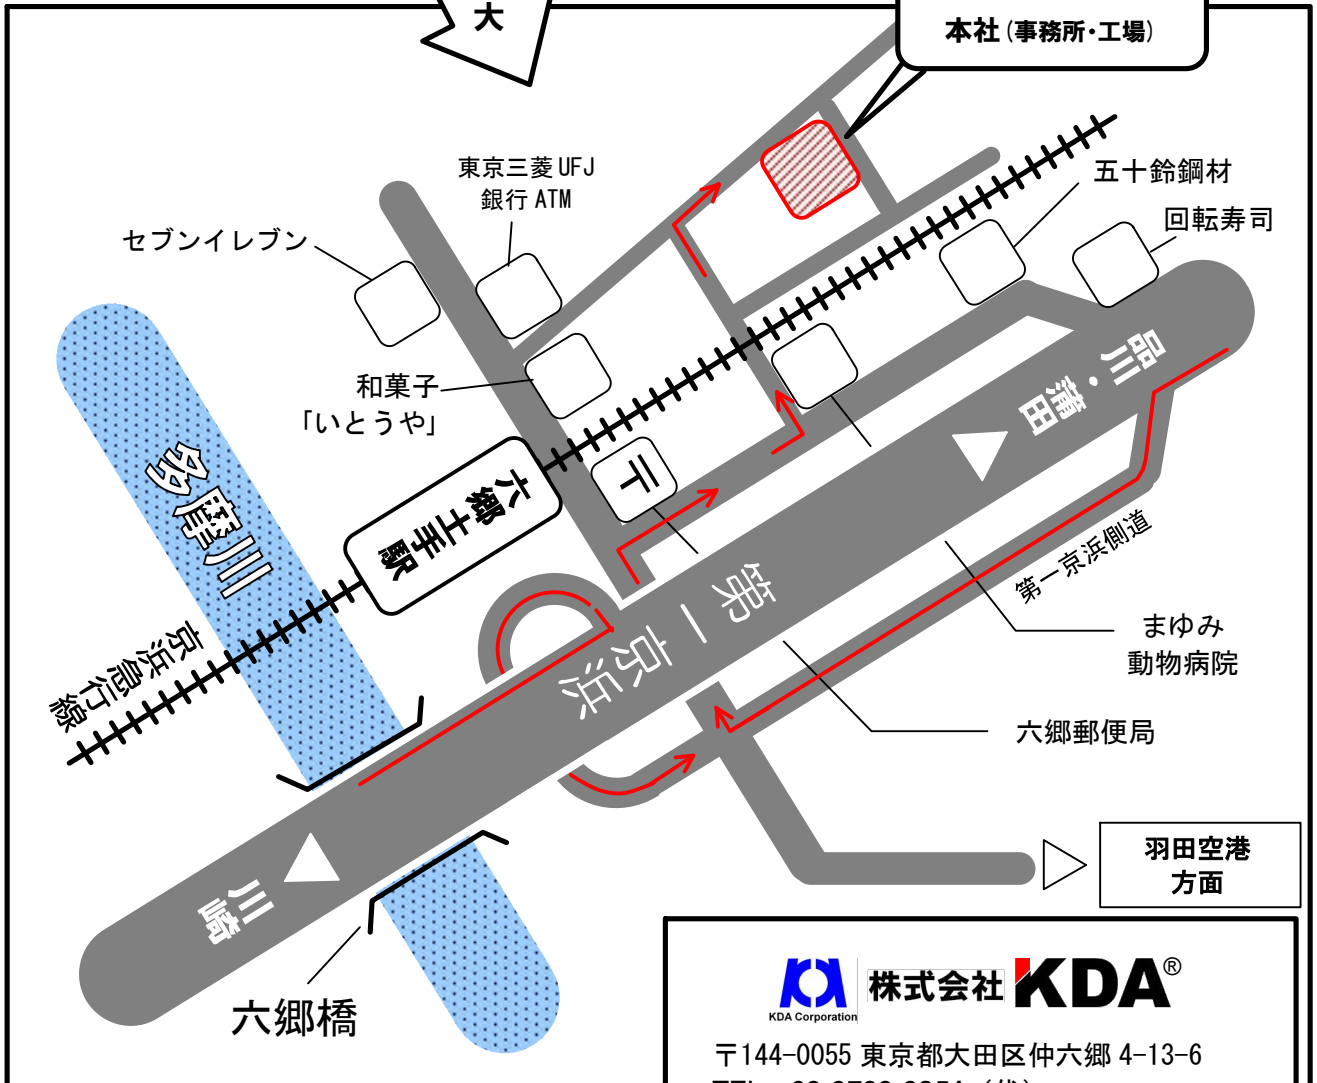 大
本社(事務所・工場)
東京三菱UFJ
銀行ATM
五十鈴鋼材
回転寿司
セブンイレブン
和菓子
「いとうや」
品川・蒲田
多摩川
〒
六郷土手駅
第一京浜
第一京浜側道
京浜急行線
まゆみ
動物病院
六郷郵便局
羽田空港
方面
川崎
六郷橋
KDA Corporation
株式会社 KDA®
〒144-0055 東京都大田区仲六郷 4-13-6